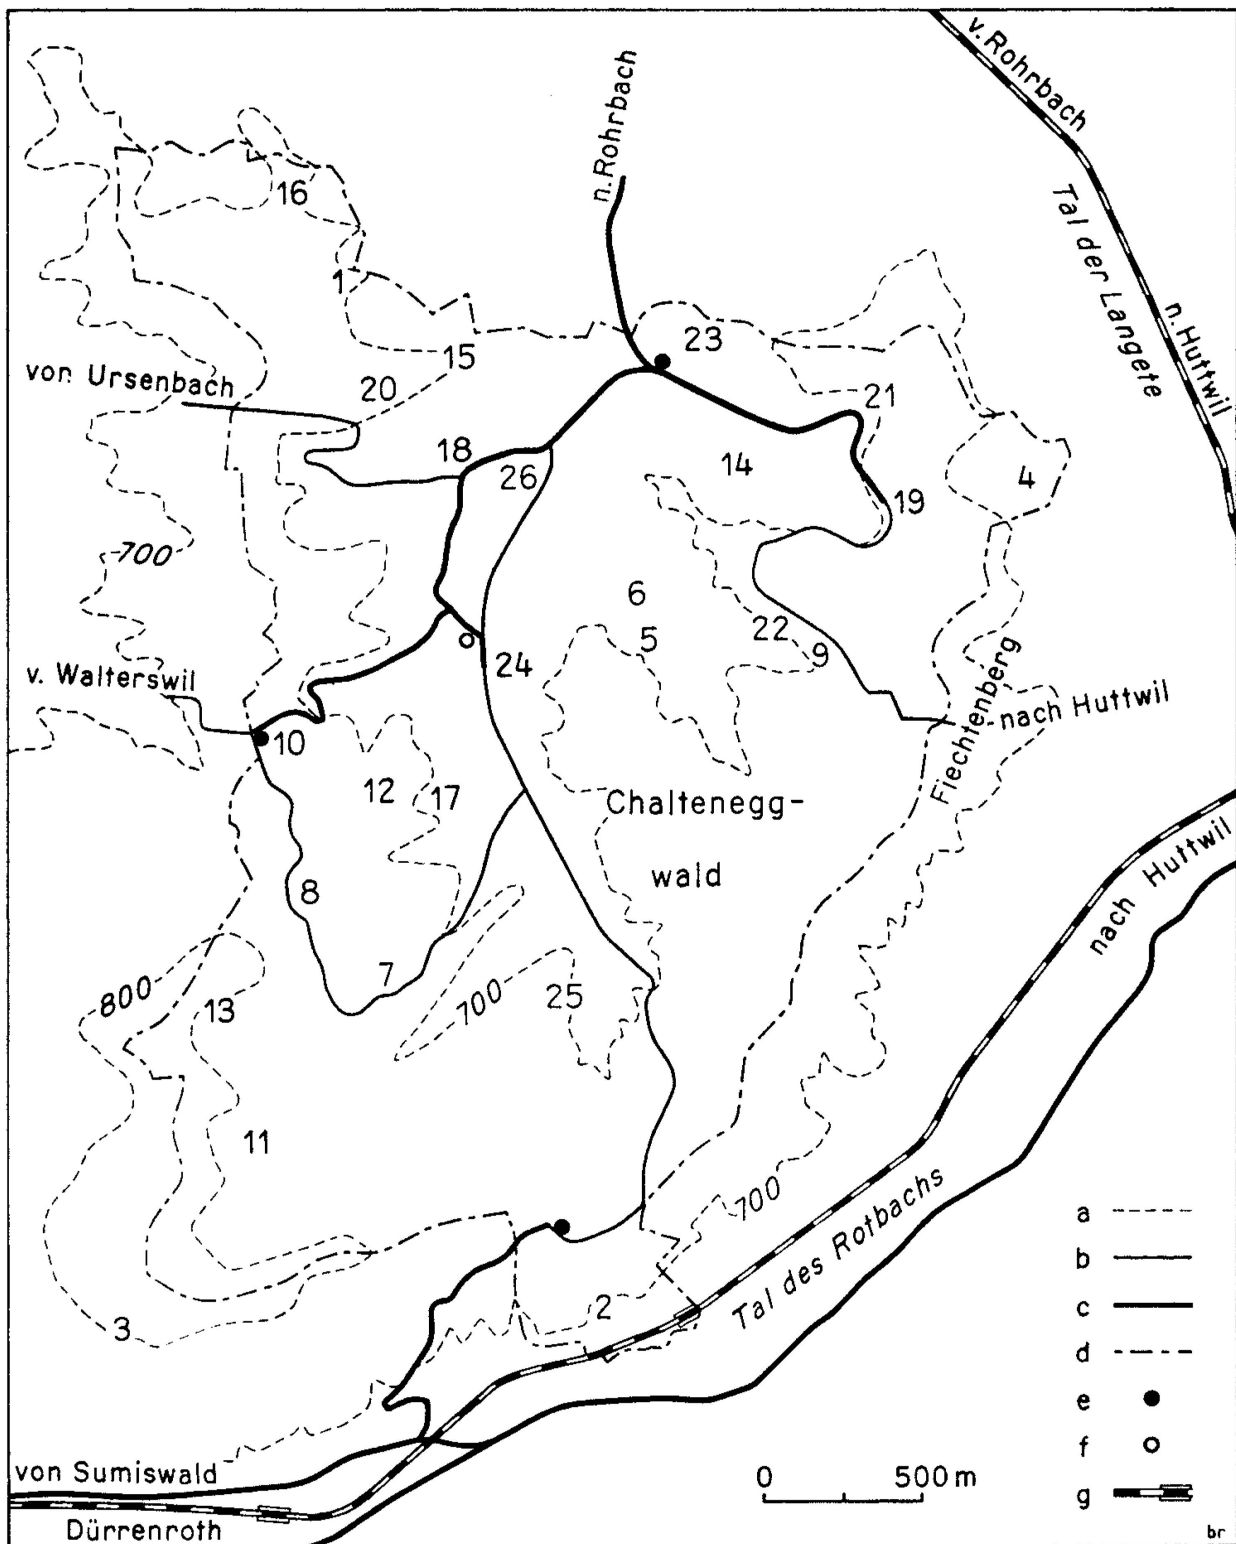 v. Rohrbach
n. Rohrbach
Tal der Langete
n. Huttwil
16
1
23
15
von Ursenbach
20
21
18
26
14
4
19
700
6
5
22
9
24
v. Walterswil
Fiechtenberg
nach Huttwil
10
12
17
Chaltenegg-
wald
8
nach Huttwil
7
800
700
25
13
11
700
Tal des Rotbachs
3
2
a
b
c
d
e
f
g
von Sumiswald
Dürrenroth
0 500 m
br